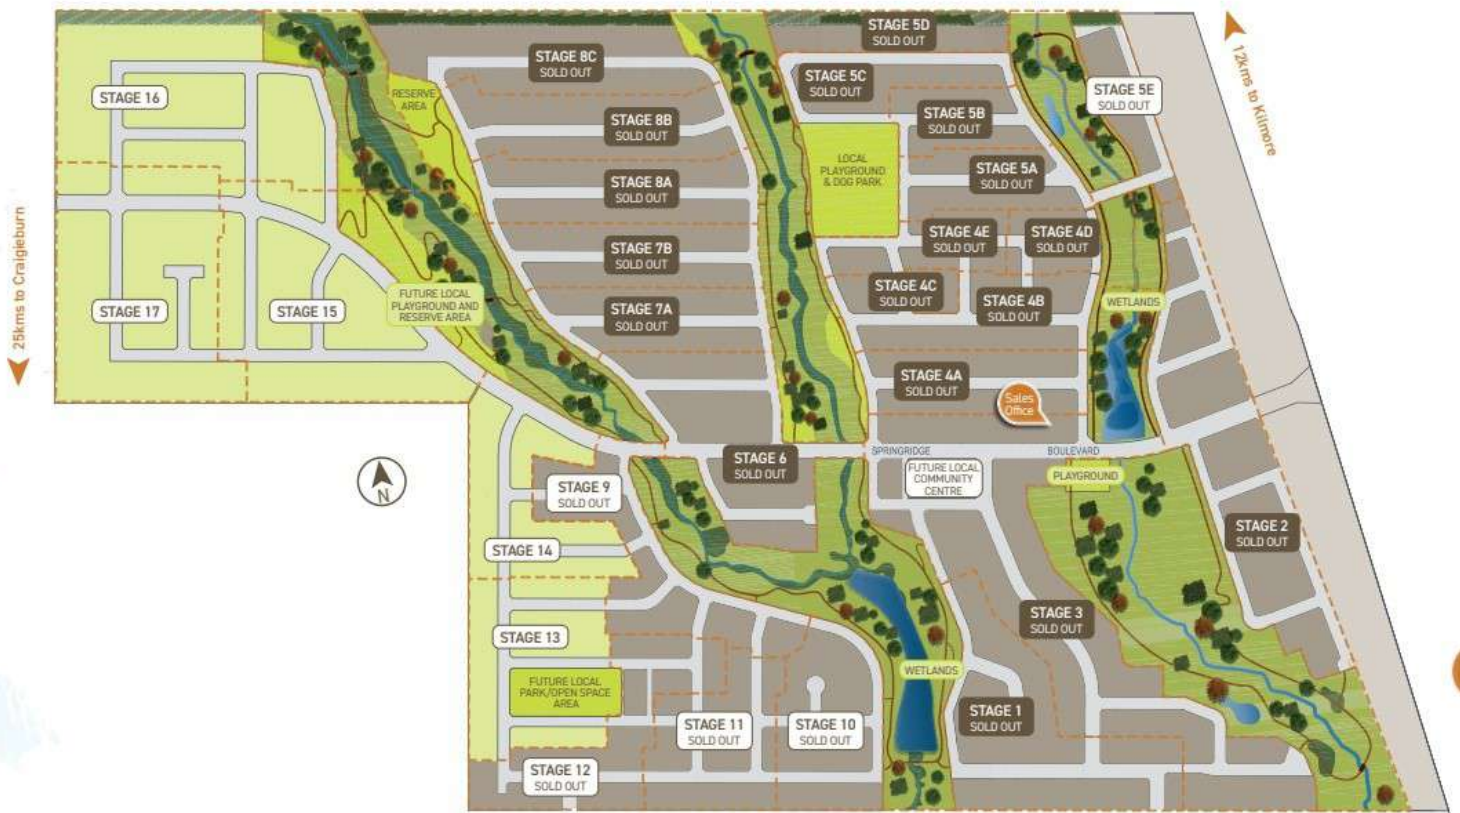 STAGE 5D
SOLD OUT
12kms to Kilmore
STAGE 8C
SOLD OUT
STAGE 5C
SOLD OUT
STAGE 5E
SOLD OUT
STAGE 16
RESERVE
AREA
STAGE 8B
SOLD OUT
STAGE 5B
SOLD OUT
LOCAL
PLAYGROUND
& DOG PARK
STAGE 5A
SOLD OUT
STAGE 8A
SOLD OUT
STAGE 4E
SOLD OUT
STAGE 4D
SOLD OUT
STAGE 7B
SOLD OUT
STAGE 4C
SOLD OUT
STAGE 4B
SOLD OUT
WETLANDS
25kms to Craigieburn
STAGE 17
STAGE 15
FUTURE LOCAL
PLAYGROUND AND
RESERVE AREA
STAGE 7A
SOLD OUT
STAGE 4A
SOLD OUT
Sales
Office
SPRINGRIDGE BOULEVARD
N
STAGE 6
SOLD OUT
FUTURE LOCAL
COMMUNITY
CENTRE
PLAYGROUND
STAGE 9
SOLD OUT
STAGE 2
SOLD OUT
STAGE 14
STAGE 3
SOLD OUT
STAGE 13
WETLANDS
FUTURE LOCAL
PARK/OPEN SPACE
AREA
STAGE 11
SOLD OUT
STAGE 10
SOLD OUT
STAGE 1
SOLD OUT
STAGE 12
SOLD OUT